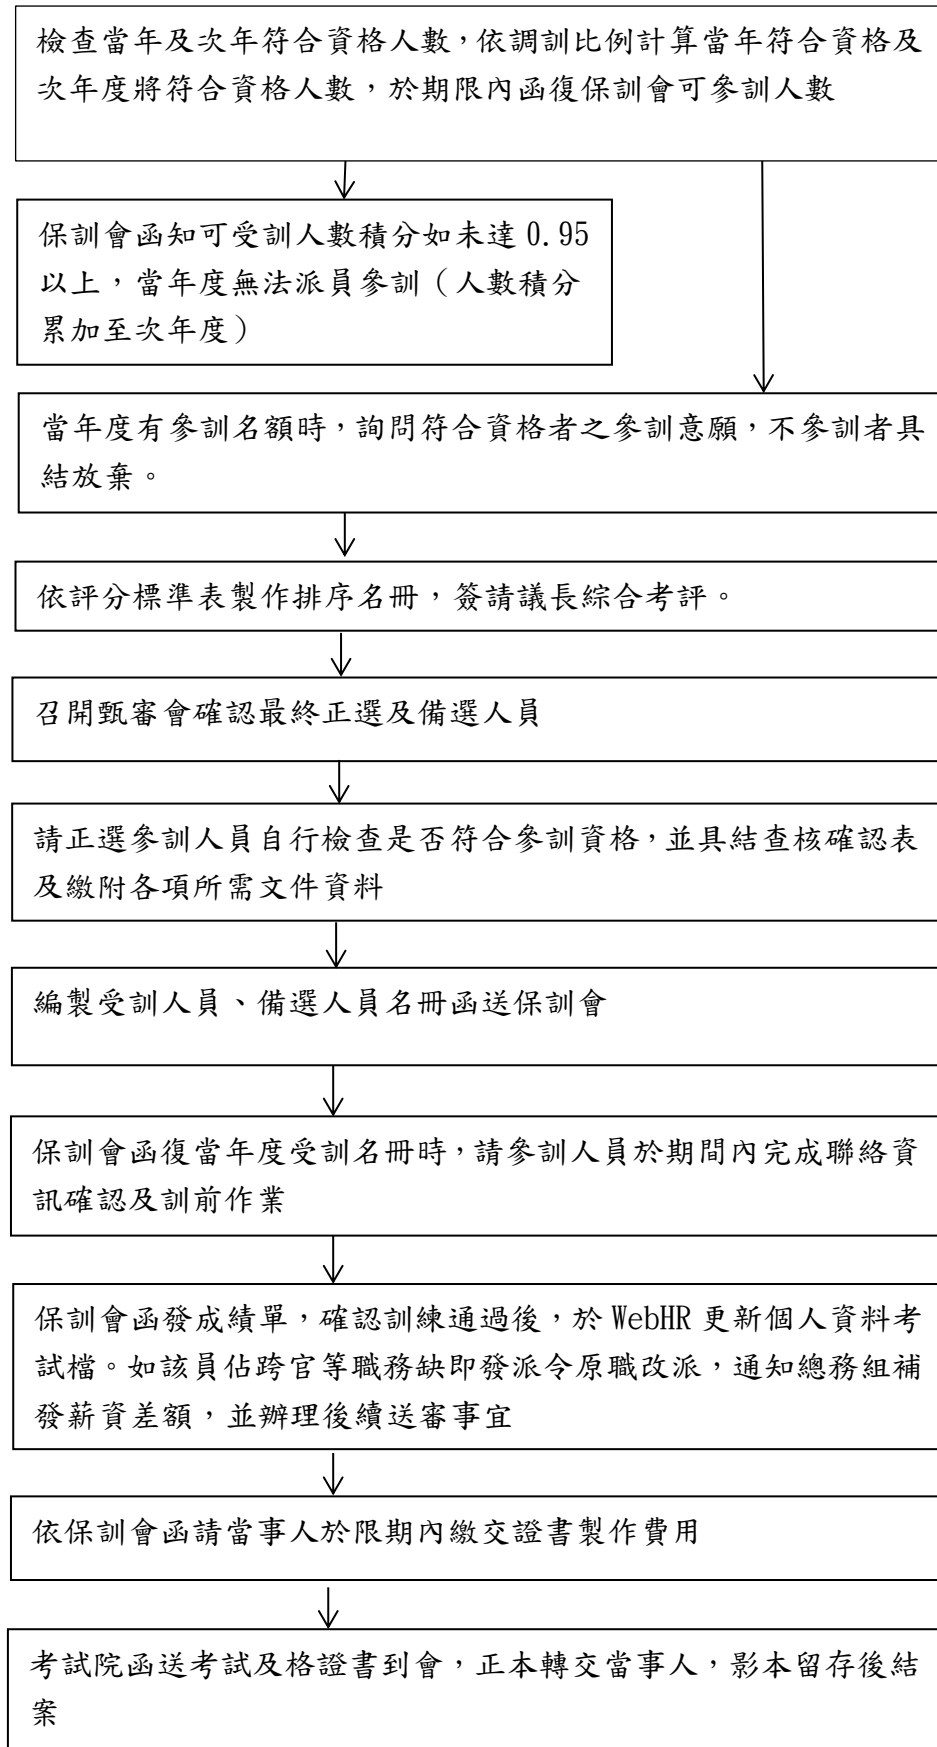 檢查當年及次年符合資格人數，依調訓比例計算當年符合資格及
次年度將符合資格人數，於期限內函復保訓會可參訓人數
保訓會函知可受訓人數積分如未達 0.95
以上，當年度無法派員參訓（人數積分
累加至次年度）
當年度有參訓名額時，詢問符合資格者之參訓意願，不參訓者具
結放棄。
依評分標準表製作排序名冊，簽請議長綜合考評。
召開甄審會確認最終正選及備選人員
請正選參訓人員自行檢查是否符合參訓資格，並具結查核確認表
及繳附各項所需文件資料
編製受訓人員、備選人員名冊函送保訓會
保訓會函復當年度受訓名冊時，請參訓人員於期間內完成聯絡資
訊確認及訓前作業
保訓會函發成績單，確認訓練通過後，於 WebHR 更新個人資料考
試檔。如該員佔跨官等職務缺即發派令原職改派，通知總務組補
發薪資差額，並辦理後續送審事宜
依保訓會函請當事人於限期內繳交證書製作費用
考試院函送考試及格證書到會，正本轉交當事人，影本留存後結
案